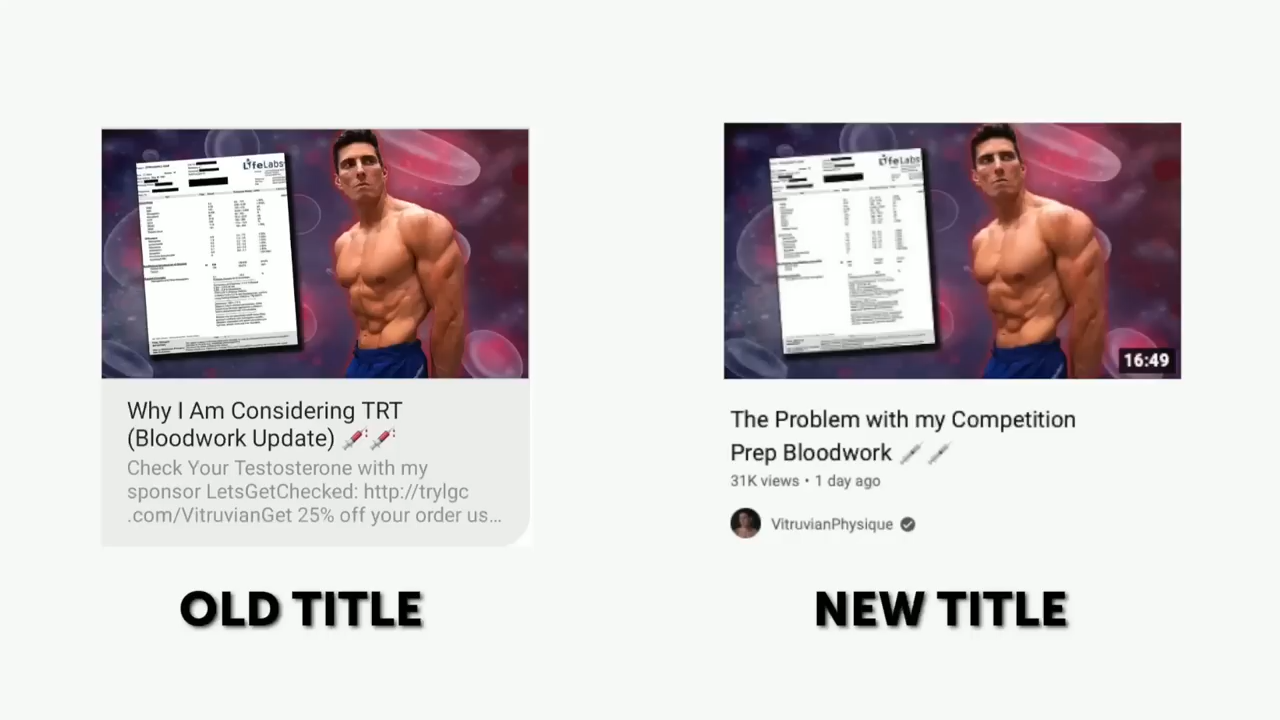 LifeLabs
Why I Am Considering TRT
(Bloodwork Update) 💉💉
Check Your Testosterone with my
sponsor LetsGetChecked: http://trylgc
.com/VitruvianGet 25% off your order us...
OLD TITLE
LifeLabs
16:49
The Problem with my Competition
Prep Bloodwork 💉💉
31K views • 1 day ago
VitruvianPhysique
NEW TITLE